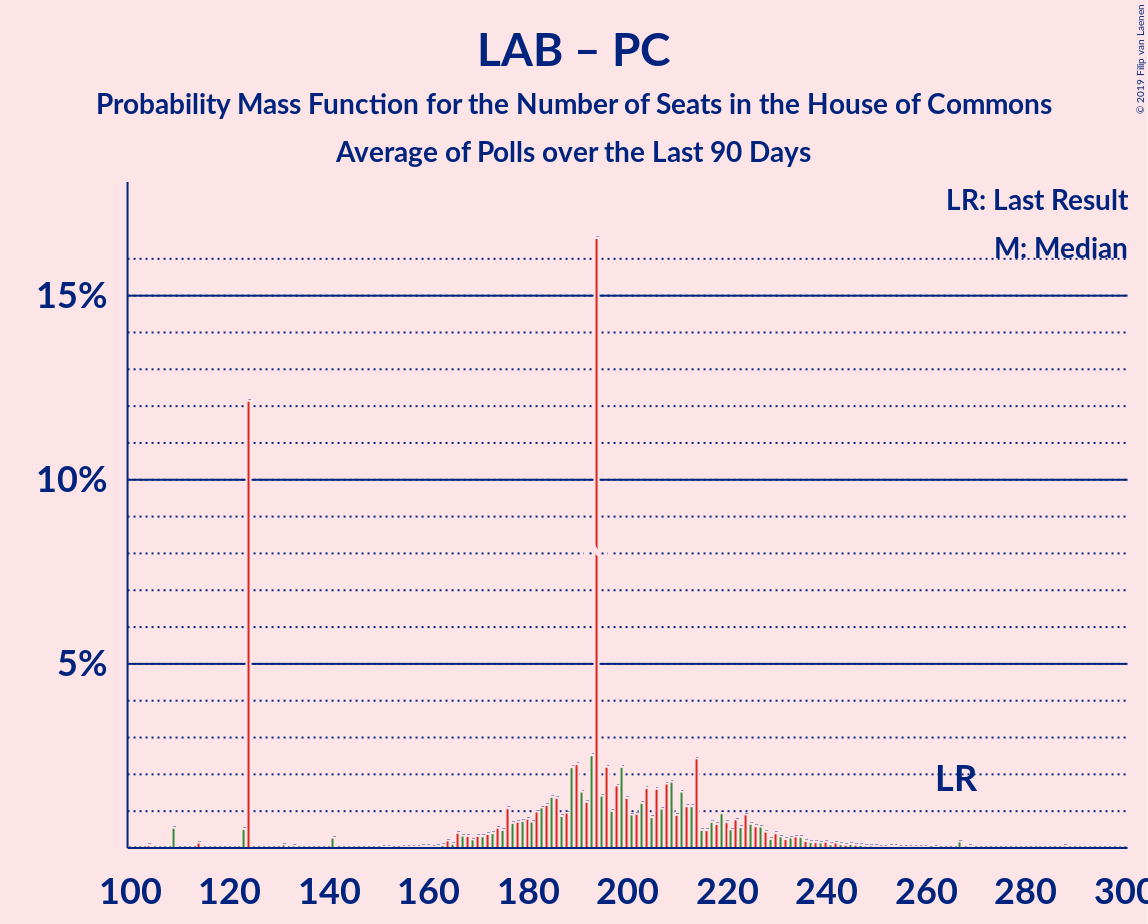 LAB – PC
Probability Mass Function for the Number of Seats in the House of Commons
Average of Polls over the Last 90 Days
© 2019 Filip van Laenen
LR: Last Result
M: Median
15%
10%
5%
LR
100 120 140 160 180 200 220 240 260 280 300